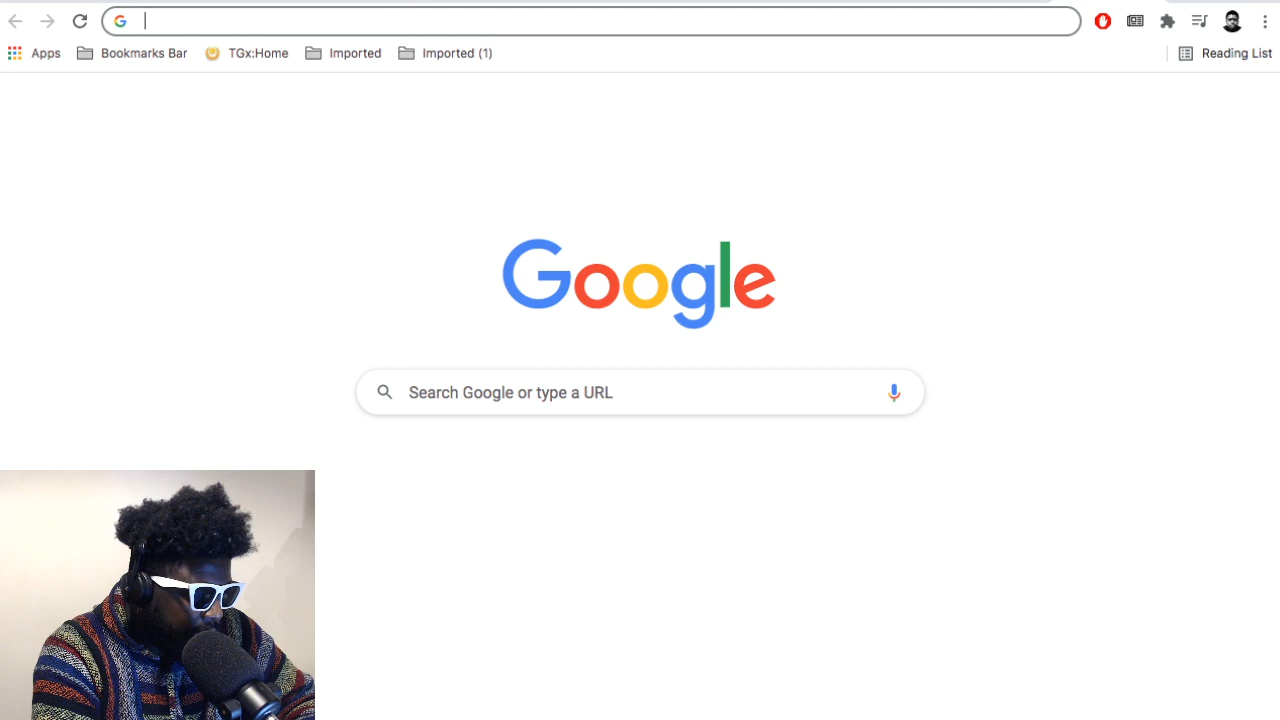 Apps Bookmarks Bar TGx:Home Imported Imported (1) Reading List
Google
Search Google or type a URL